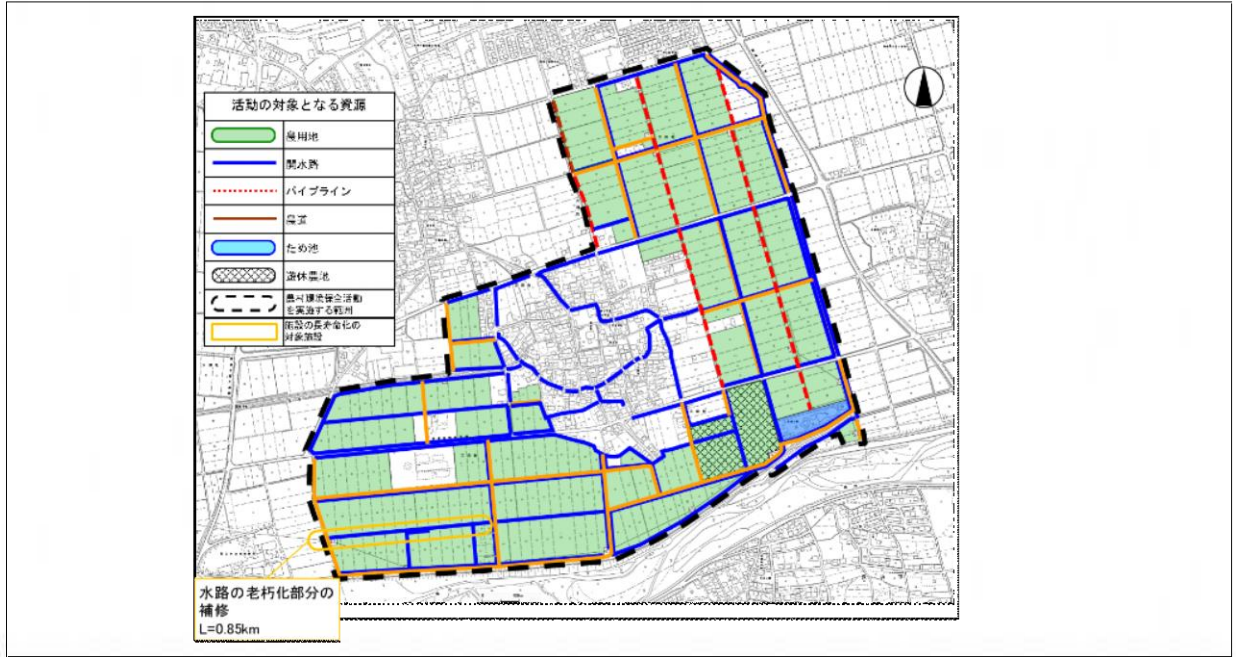 活動の対象となる資源
農用地
開水路
パイプライン
農道
ため池
遊休農地
農村環境保全活動
を実施する範囲
施設の長寿命化の
対象施設
水路の老朽化部分の
補修
L=0.85km